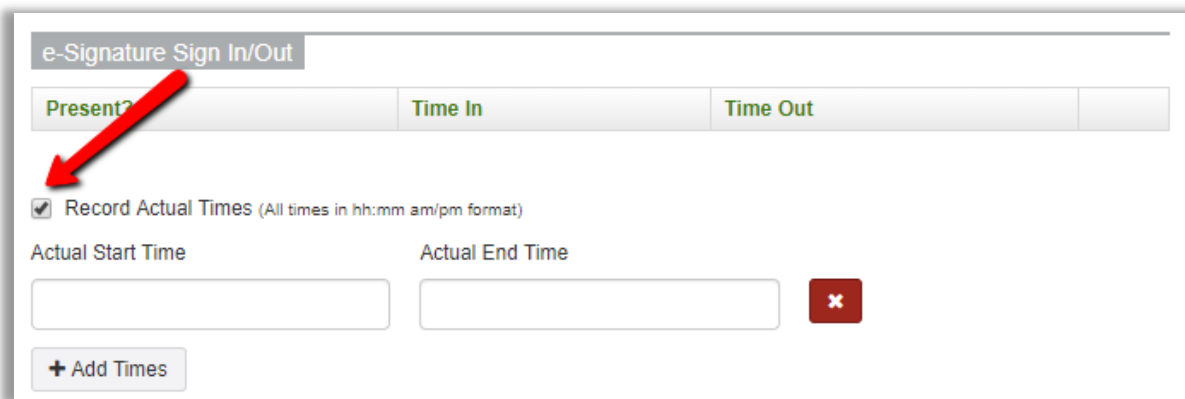 e-Signature Sign In/Out
Present? Time In Time Out
Record Actual Times (All times in hh:mm am/pm format)
Actual Start Time Actual End Time
+ Add Times